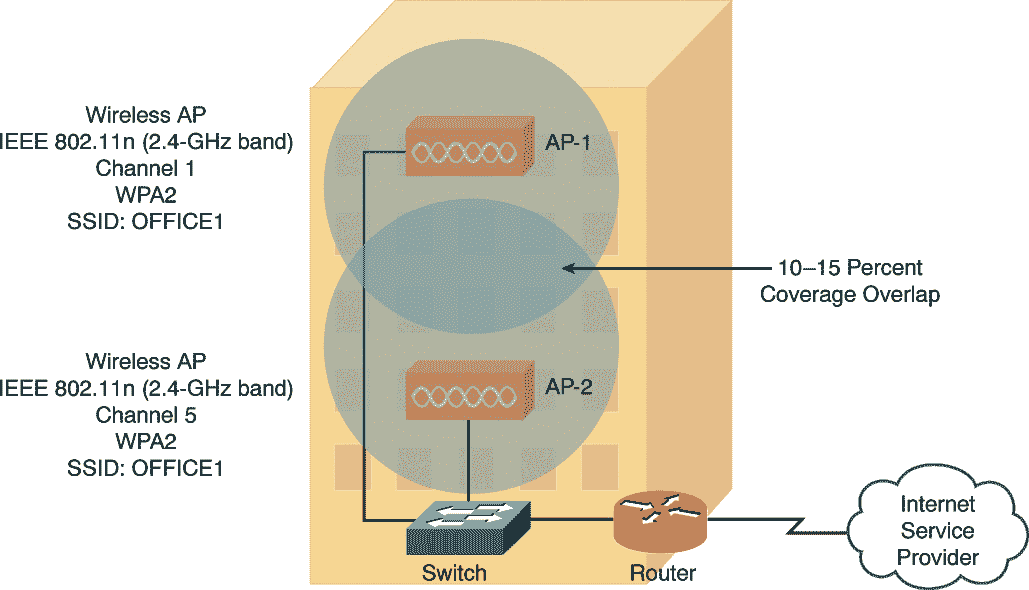 Wireless AP
IEEE 802.11n (2.4-GHz band)
Channel 1
WPA2
SSID: OFFICE1
AP-1
10–15 Percent
Coverage Overlap
Wireless AP
IEEE 802.11n (2.4-GHz band)
Channel 5
WPA2
SSID: OFFICE1
AP-2
Switch
Router
Internet
Service
Provider